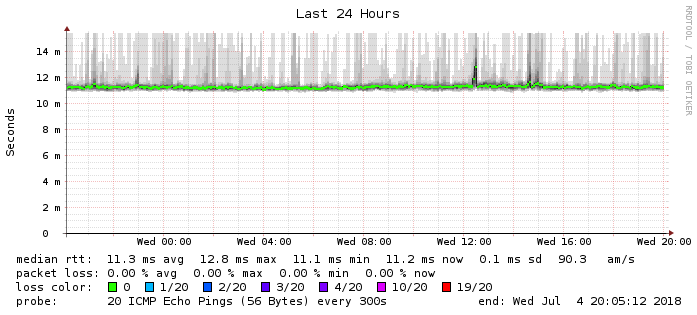 Last 24 Hours
RRDTOOL / TOBI OETIKER
Seconds
14 m
12 m
10 m
8 m
6 m
4 m
2 m
0
Wed 00:00 Wed 04:00 Wed 08:00 Wed 12:00 Wed 16:00 Wed 20:00
median rtt: 11.3 ms avg 12.8 ms max 11.1 ms min 11.2 ms now 0.1 ms sd 90.3 am/s
packet loss: 0.00 % avg 0.00 % max 0.00 % min 0.00 % now
loss color: 0 1/20 2/20 3/20 4/20 10/20 19/20
probe: 20 ICMP Echo Pings (56 Bytes) every 300s end: Wed Jul 4 20:05:12 2018